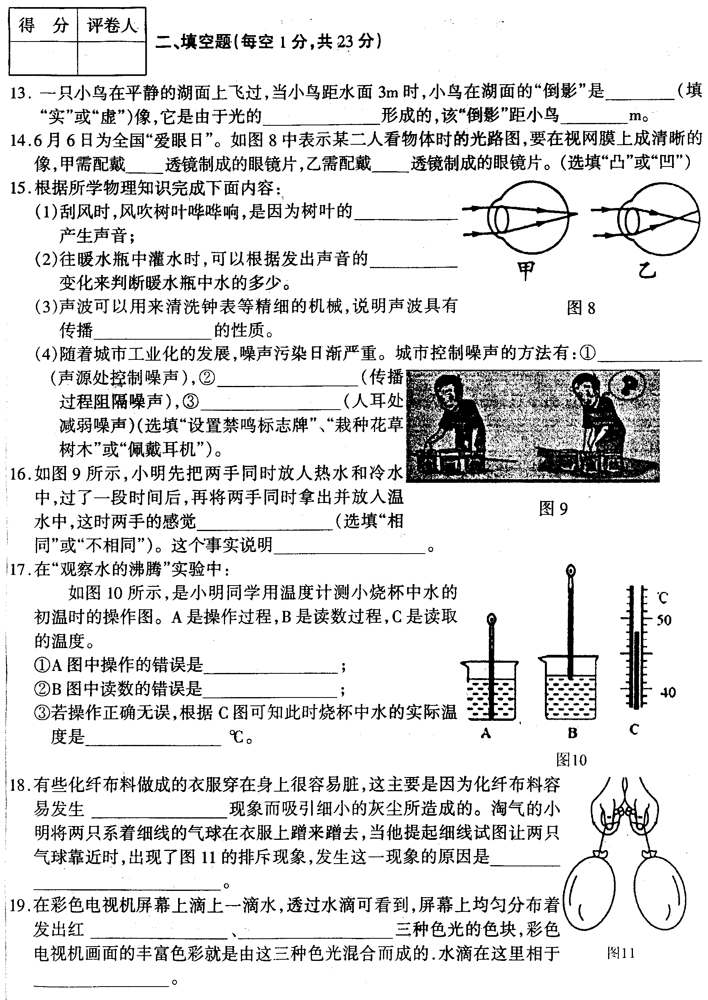 得 分 评卷人
二、填空题(每空 1 分,共 23 分)
13. 一只小鸟在平静的湖面上飞过,当小鸟距水面 3m 时,小鸟在湖面的“倒影”是________(填
“实”或“虚”)像,它是由于光的______________形成的,该“倒影”距小鸟________m。
14.6 月 6 日为全国“爱眼日”。如图 8 中表示某二人看物体时的光路图,要在视网膜上成清晰的
像,甲需配戴____透镜制成的眼镜片,乙需配戴____透镜制成的眼镜片。(选填“凸”或“凹”)
15.根据所学物理知识完成下面内容:
(1)刮风时,风吹树叶哗哗响,是因为树叶的____________
产生声音;
(2)往暖水瓶中灌水时,可以根据发出声音的__________
变化来判断暖水瓶中水的多少。
甲 乙
(3)声波可以用来清洗钟表等精细的机械,说明声波具有
传播______________的性质。
图 8
(4)随着城市工业化的发展,噪声污染日渐严重。城市控制噪声的方法有:①____________
(声源处控制噪声),②________________(传播
过程阻隔噪声),③________________(人耳处
减弱噪声)(选填“设置禁鸣标志牌”、“栽种花草
树木”或“佩戴耳机”)。
16.如图 9 所示,小明先把两手同时放人热水和冷水
中,过了一段时间后,再将两手同时拿出并放入温
水中,这时两手的感觉________________(选填“相
同”或“不相同”)。这个事实说明__________________。
图 9
17.在“观察水的沸腾”实验中:
如图 10 所示,是小明同学用温度计测小烧杯中水的
初温时的操作图。A 是操作过程,B 是读数过程,C 是读取
的温度。
①A 图中操作的错误是________________;
②B 图中读数的错误是________________;
③若操作正确无误,根据 C 图可知此时烧杯中水的实际温
度是________________ ℃。
℃
50
40
A B C
图10
18.有些化纤布料做成的衣服穿在身上很容易脏,这主要是因为化纤布料容
易发生 ________________现象而吸引细小的灰尘所造成的。淘气的小
明将两只系着细线的气球在衣服上蹭来蹭去,当他提起细线试图让两只
气球靠近时,出现了图 11 的排斥现象,发生这一现象的原因是________
______________________。
19.在彩色电视机屏幕上滴上一滴水,透过水滴可看到,屏幕上均匀分布着
发出红 ________________、__________________三种色光的色块,彩色
电视机画面的丰富色彩就是由这三种色光混合而成的.水滴在这里相于
________________。
图11